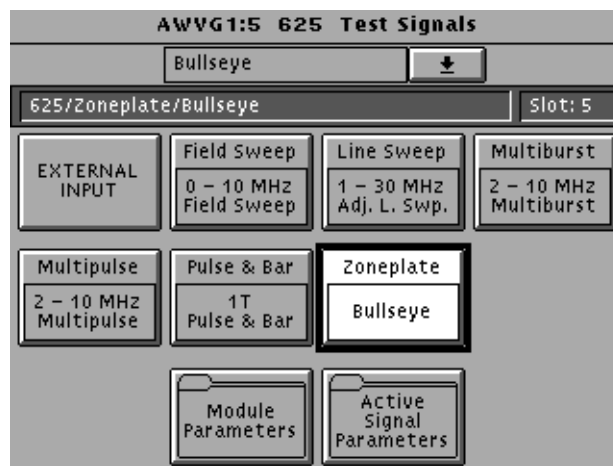 AWVG1:5 625 Test Signals
Bullseye
625/Zoneplate/Bullseye
Slot: 5
EXTERNAL
INPUT
Field Sweep
0 – 10 MHz
Field Sweep
Line Sweep
1 – 30 MHz
Adj. L. Swp.
Multiburst
2 – 10 MHz
Multiburst
Multipulse
2 – 10 MHz
Multipulse
Pulse & Bar
1T
Pulse & Bar
Zoneplate
Bullseye
Module
Parameters
Active
Signal
Parameters